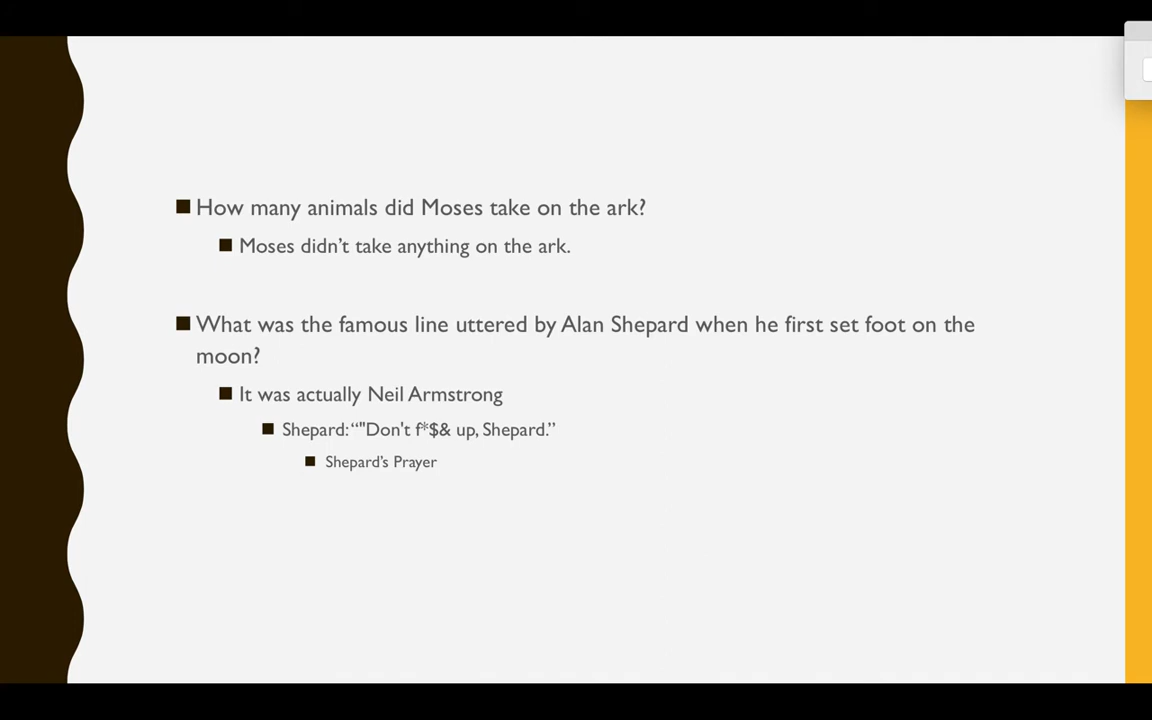 How many animals did Moses take on the ark?
Moses didn’t take anything on the ark.
What was the famous line uttered by Alan Shepard when he first set foot on the
moon?
It was actually Neil Armstrong
Shepard: “"Don't f*$& up, Shepard.”
Shepard’s Prayer